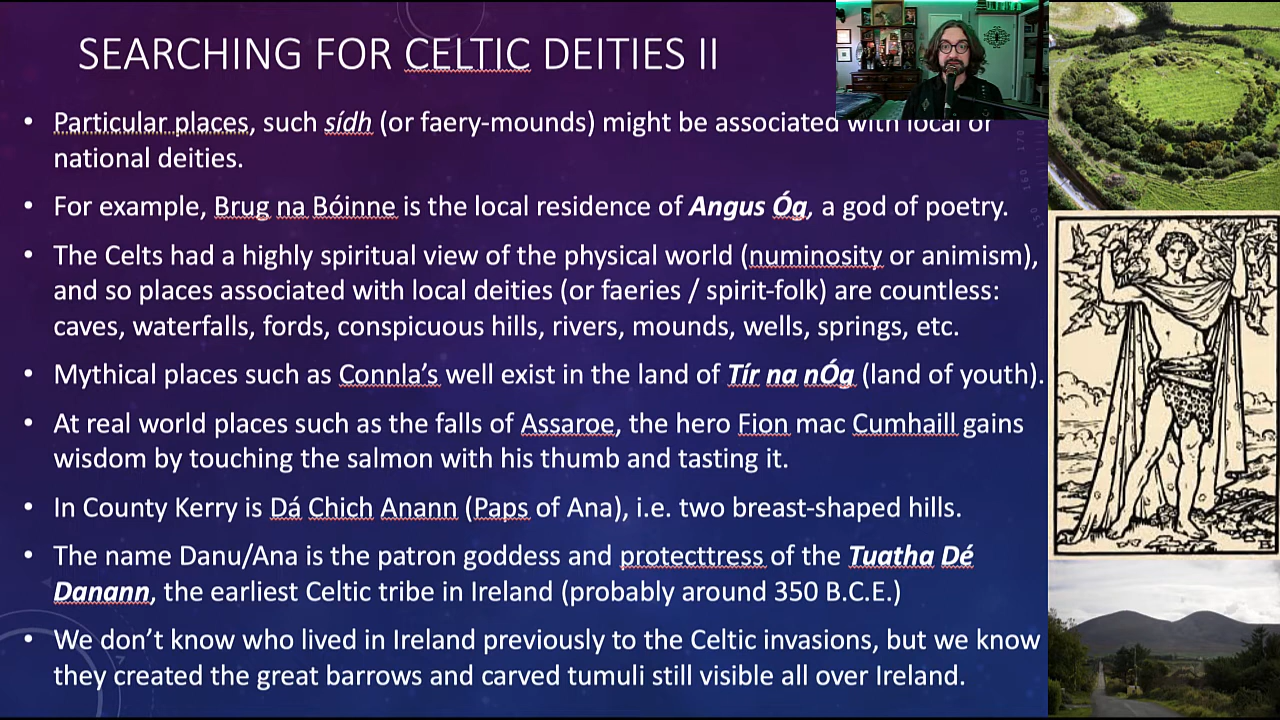 SEARCHING FOR CELTIC DEITIES II
• Particular places, such sídh (or faery-mounds) might be associated with local or
national deities.
• For example, Brug na Bóinne is the local residence of Angus Óg, a god of poetry.
• The Celts had a highly spiritual view of the physical world (numinosity or animism),
and so places associated with local deities (or faeries / spirit-folk) are countless:
caves, waterfalls, fords, conspicuous hills, rivers, mounds, wells, springs, etc.
• Mythical places such as Connla's well exist in the land of Tír na nÓg (land of youth).
• At real world places such as the falls of Assaroe, the hero Fion mac Cumhaill gains
wisdom by touching the salmon with his thumb and tasting it.
• In County Kerry is Dá Chich Anann (Paps of Ana), i.e. two breast-shaped hills.
• The name Danu/Ana is the patron goddess and protecttress of the Tuatha Dé
Danann, the earliest Celtic tribe in Ireland (probably around 350 B.C.E.)
• We don't know who lived in Ireland previously to the Celtic invasions, but we know
they created the great barrows and carved tumuli still visible all over Ireland.
150 160 170